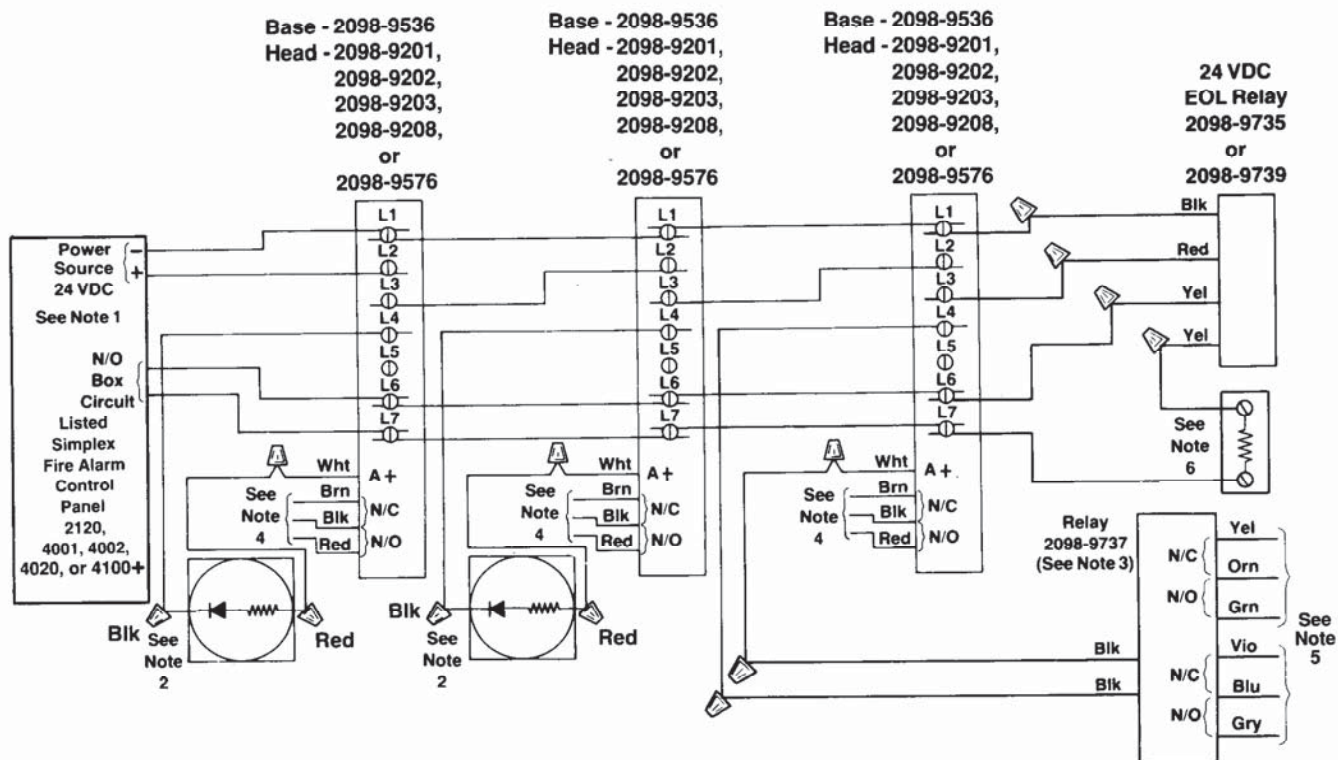 Base - 2098-9536
Head - 2098-9201,
2098-9202,
2098-9203,
2098-9208,
or
2098-9576
Base - 2098-9536
Head - 2098-9201,
2098-9202,
2098-9203,
2098-9208,
or
2098-9576
Base - 2098-9536
Head - 2098-9201,
2098-9202,
2098-9203,
2098-9208,
or
2098-9576
24 VDC
EOL Relay
2098-9735
or
2098-9739
Power −
Source +
24 VDC
See Note 1
N/O
Box
Circuit
Listed
Simplex
Fire Alarm
Control
Panel
2120,
4001, 4002,
4020, or 4100+
L1
L2
L3
L4
L5
L6
L7
Wht A+
See
Note
4
Brn
Blk
Red
N/C
N/O
Blk
See
Note
2
Red
L1
L2
L3
L4
L5
L6
L7
Wht A+
See
Note
4
Brn
Blk
Red
N/C
N/O
Blk
See
Note
2
Red
L1
L2
L3
L4
L5
L6
L7
Wht A+
See
Note
4
Brn
Blk
Red
N/C
N/O
Blk
Red
Yel
Yel
See
Note
6
Relay
2098-9737
(See Note 3)
Blk
Blk
N/C
N/O
N/C
N/O
Yel
Orn
Grn
Vio
Blu
Gry
See
Note
5